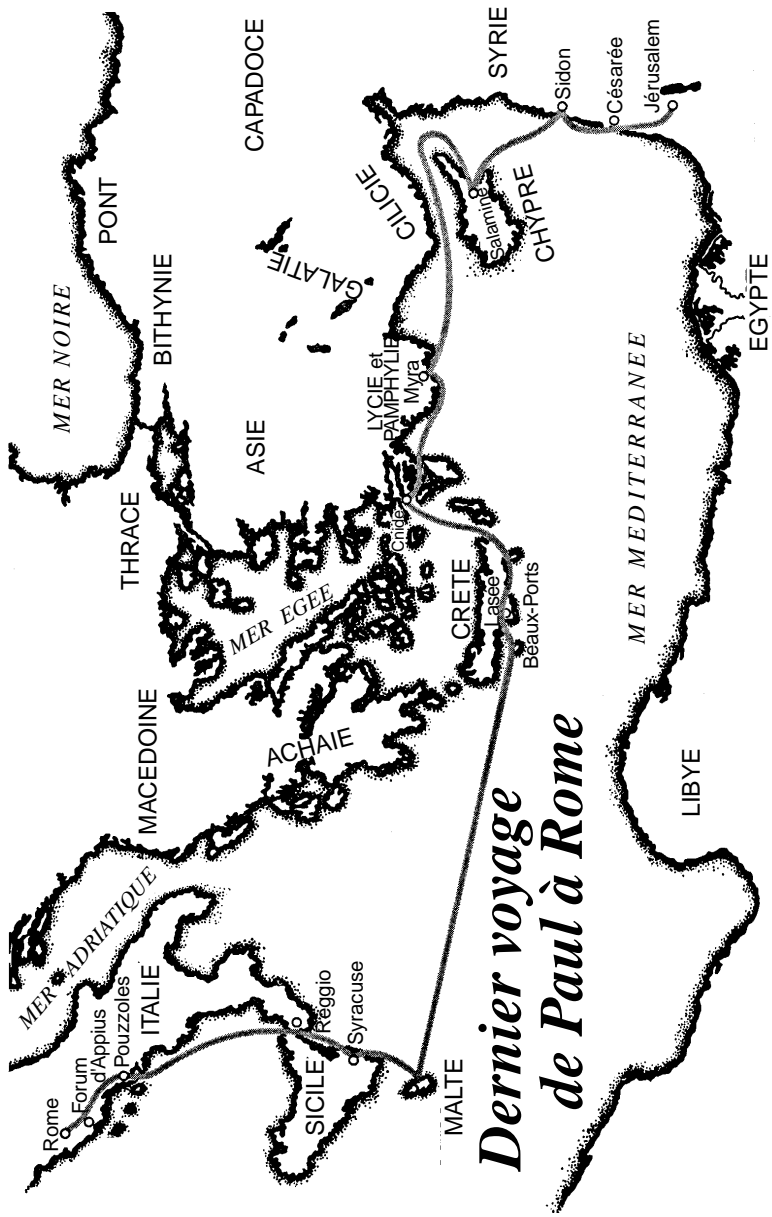 Dernier voyage
de Paul à Rome
MER NOIRE
PONT
BITHYNIE
CAPADOCE
THRACE
ASIE
GALATIE
CILICIE
SYRIE
MACEDOINE
ACHAIE
MER EGEE
LYCIE et
PAMPHYLIE
Myra
Cnide
CRETE
Lasée
Beaux-Ports
Salamine
CHYPRE
Sidon
Césarée
Jérusalem
MER ADRIATIQUE
ITALIE
Rome
Forum
d'Appius
Pouzzoles
Reggio
Syracuse
SICILE
MALTE
MER MEDITERRANEE
LIBYE
EGYPTE